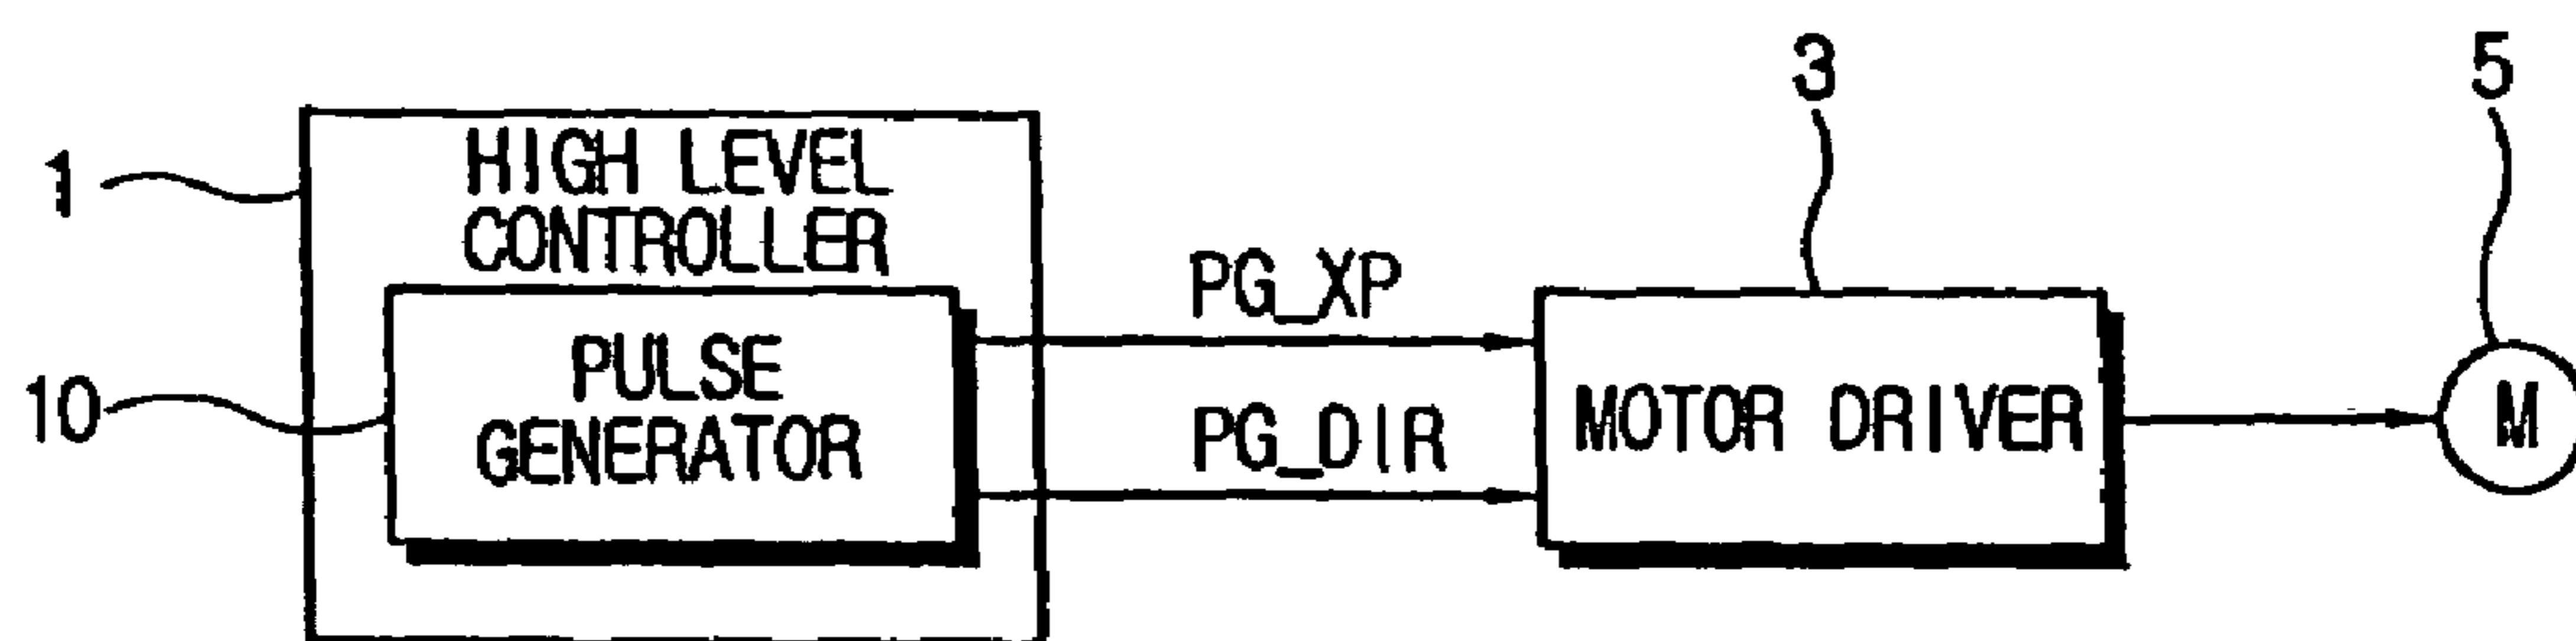 3
5
1
HIGH LEVEL
CONTROLLER
PG_XP
10
PULSE
GENERATOR
PG_DIR
MOTOR DRIVER
M